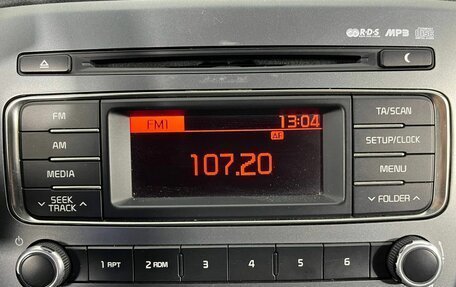 R·D·S MP3
FM
FM1 13:04
TA/SCAN
AF
AM
107.20
SETUP/CLOCK
MEDIA
MENU
SEEK
TRACK
FOLDER
1 RPT 2 RDM 3 4 5 6